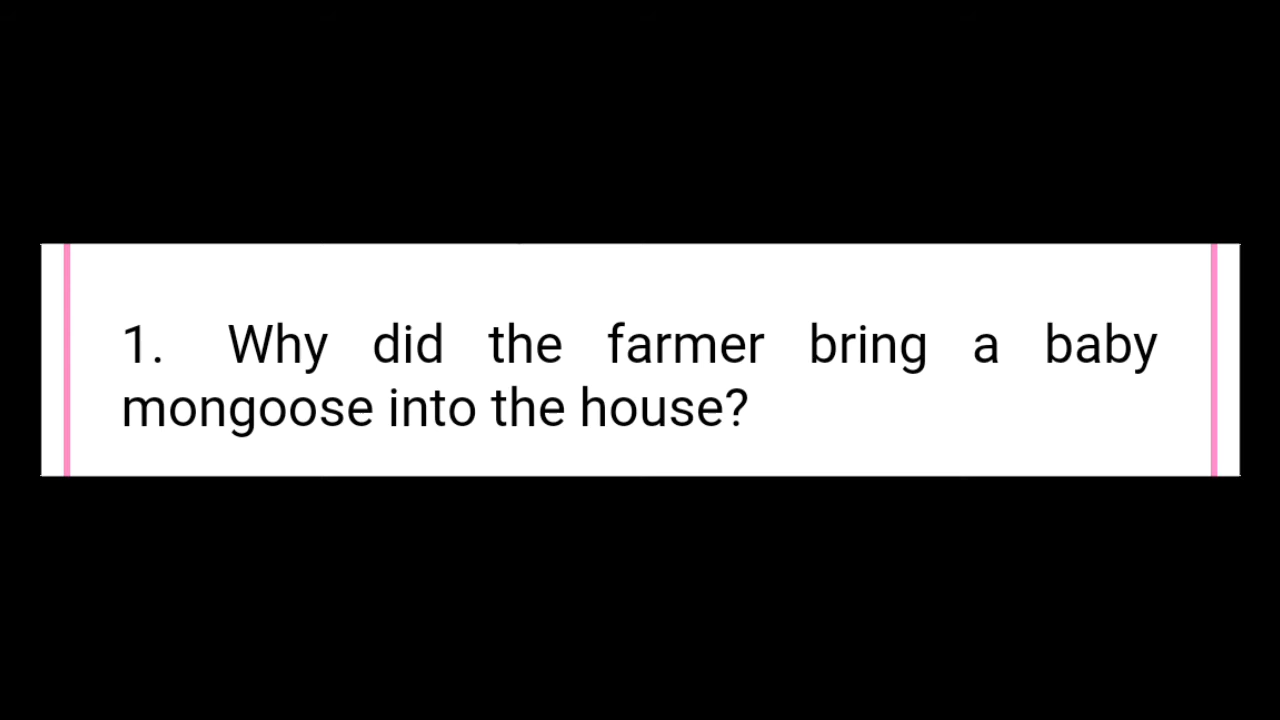 1. Why did the farmer bring a baby
mongoose into the house?